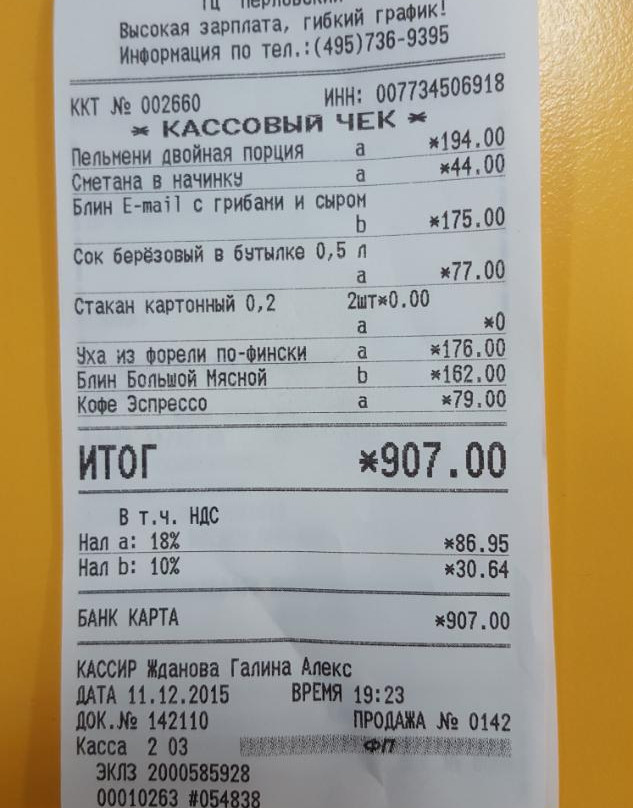 ТЦ "Перловский
Высокая зарплата, гибкий график!
Информация по тел.:(495)736-9395
ККТ № 002660 ИНН: 007734506918
* КАССОВЫЙ ЧЕК *
Пельмени двойная порция a *194.00
Сметана в начинку a *44.00
Блин E-mail с грибами и сыром
b *175.00
Сок берёзовый в бутылке 0,5 л
a *77.00
Стакан картонный 0,2 2шт*0.00
a *0
Уха из форели по-фински a *176.00
Блин Большой Мясной b *162.00
Кофе Эспрессо a *79.00
ИТОГ *907.00
В т.ч. НДС
Нал a: 18% *86.95
Нал b: 10% *30.64
БАНК КАРТА *907.00
КАССИР Жданова Галина Алекс
ДАТА 11.12.2015 ВРЕМЯ 19:23
ДОК.№ 142110 ПРОДАЖА № 0142
Касса 2 03 ФП
ЭКЛЗ 2000585928
00010263 #054838